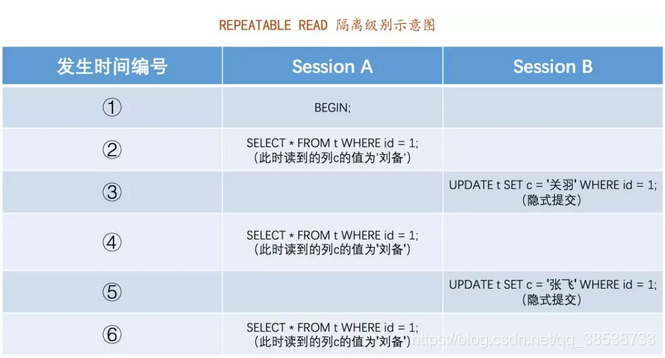 REPEATABLE READ 隔离级别示意图
发生时间编号 Session A Session B
① BEGIN;
② SELECT * FROM t WHERE id = 1;
(此时读到的列c的值为'刘备')
③ UPDATE t SET c = '关羽' WHERE id = 1;
(隐式提交)
④ SELECT * FROM t WHERE id = 1;
(此时读到的列c的值为'刘备')
⑤ UPDATE t SET c = '张飞' WHERE id = 1;
(隐式提交)
⑥ SELECT * FROM t WHERE id = 1;
(此时读到的列c的值为'刘备')
https://blog.csdn.net/qq_38538733